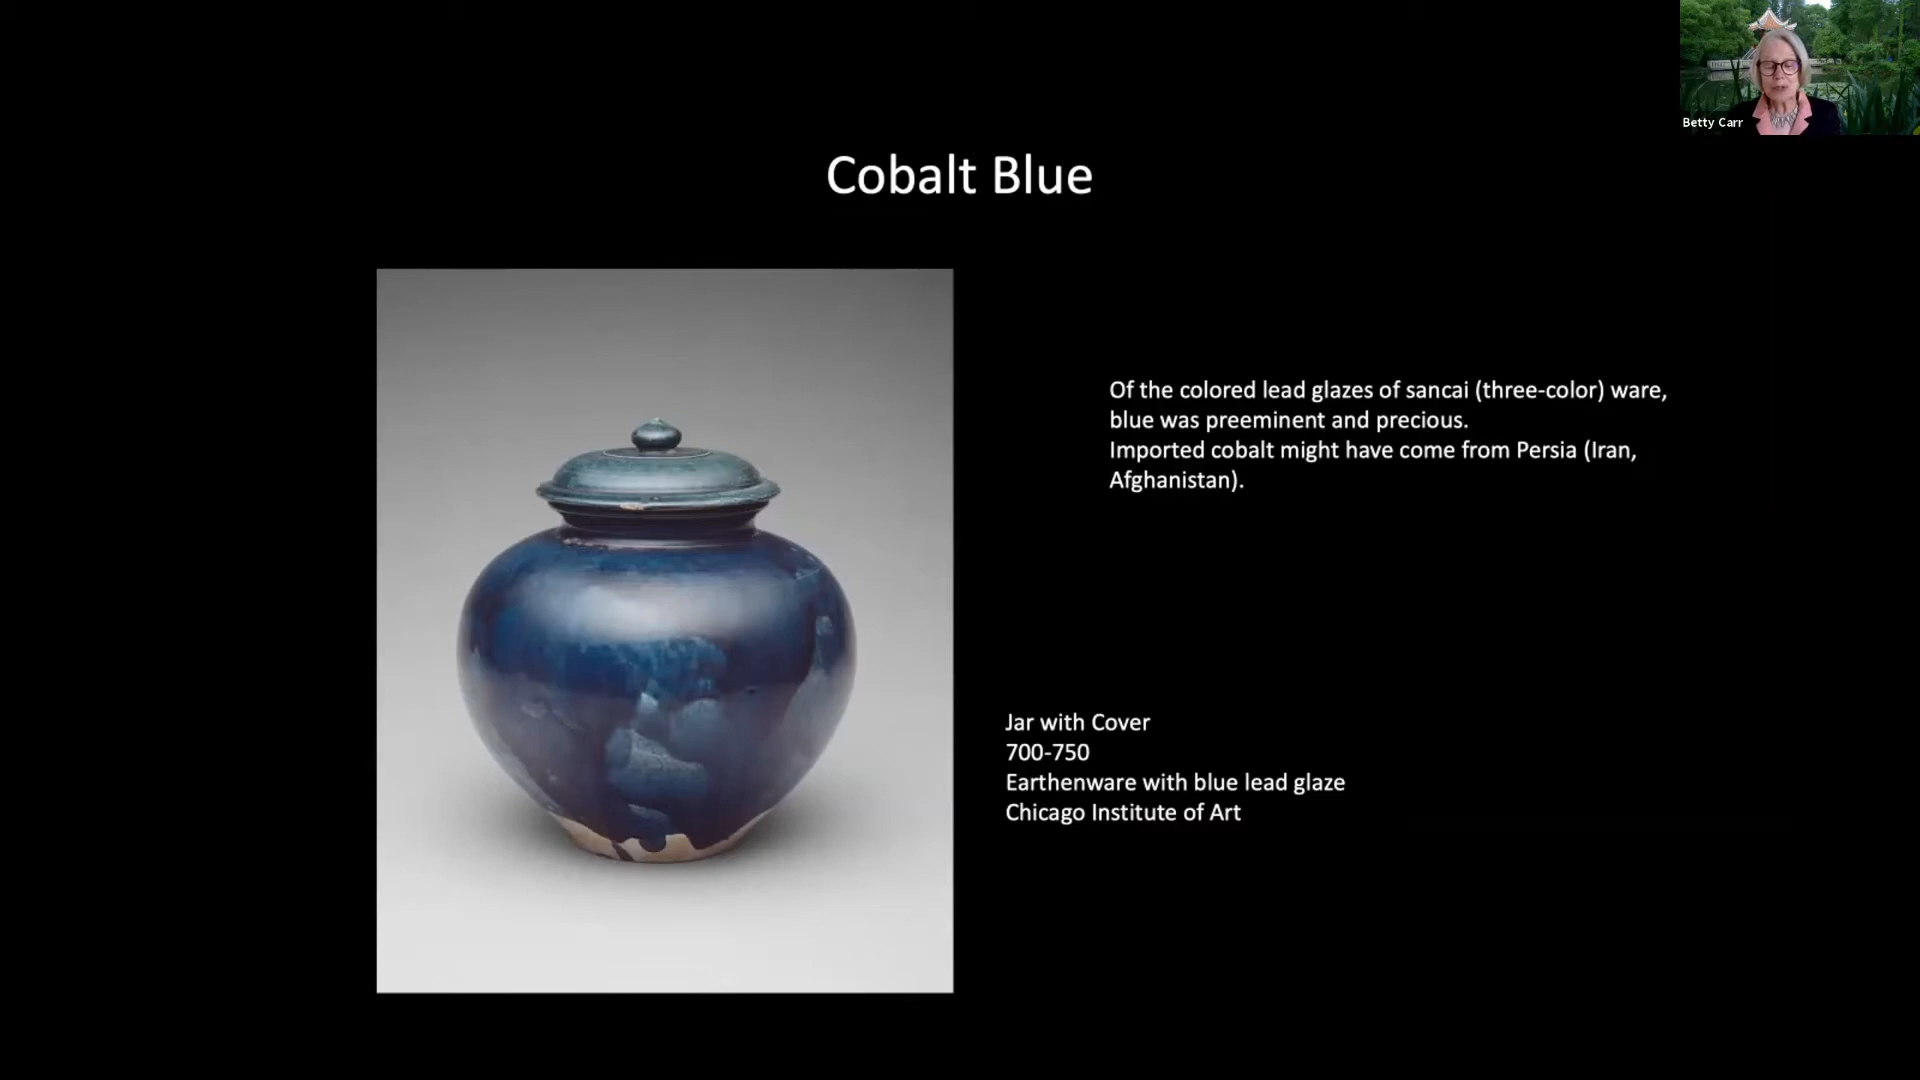 Betty Carr
Cobalt Blue
Of the colored lead glazes of sancai (three-color) ware,
blue was preeminent and precious.
Imported cobalt might have come from Persia (Iran,
Afghanistan).
Jar with Cover
700-750
Earthenware with blue lead glaze
Chicago Institute of Art